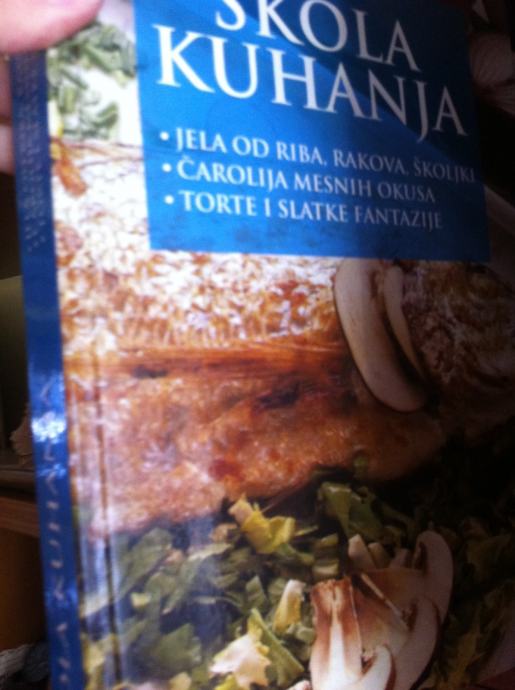 ŠKOLA
KUHANJA
• JELA OD RIBA, RAKOVA, ŠKOLJKI
• ČAROLIJA MESNIH OKUSA
• TORTE I SLATKE FANTAZIJE